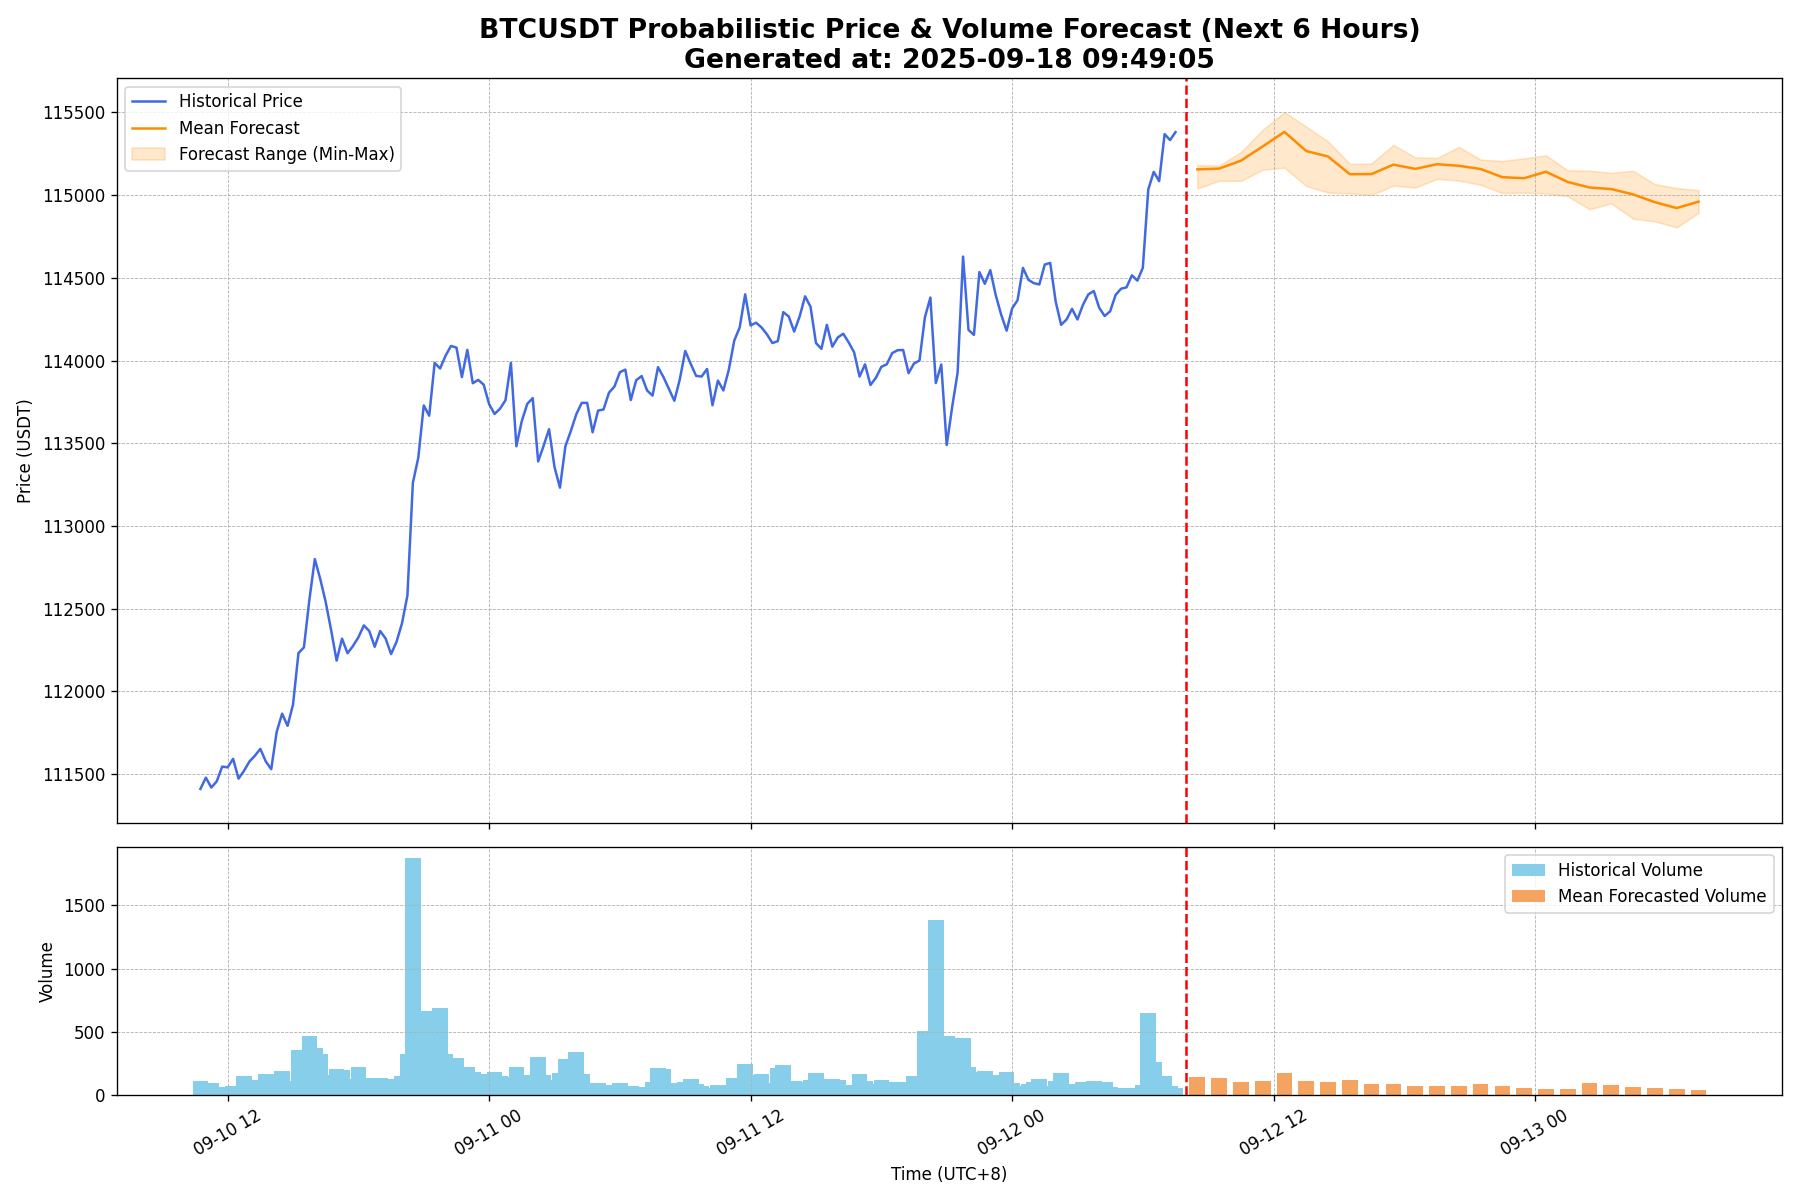 BTCUSDT Probabilistic Price & Volume Forecast (Next 6 Hours)
Generated at: 2025-09-18 09:49:05
Historical Price
Mean Forecast
Forecast Range (Min-Max)
115500
115000
114500
114000
113500
113000
112500
112000
111500
Price (USDT)
Historical Volume
Mean Forecasted Volume
1500
1000
500
0
Volume
09-10 12
09-11 00
09-11 12
09-12 00
09-12 12
09-13 00
Time (UTC+8)